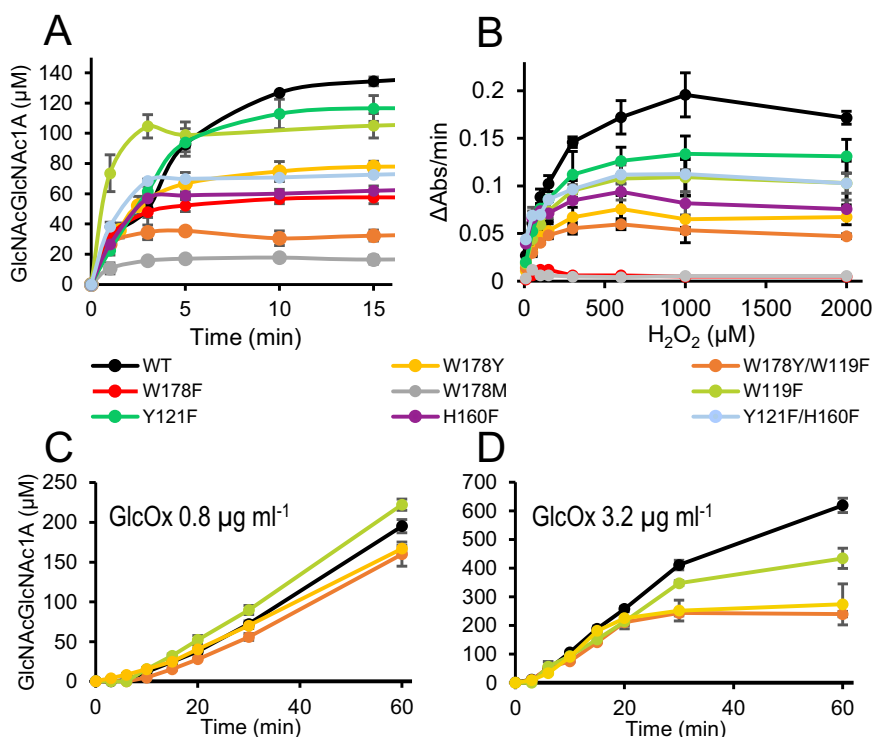 A
B
GlcNAcGlcNAc1A (µM)
140
120
100
80
60
40
20
0
0 5 10 15
Time (min)
ΔAbs/min
0.2
0.15
0.1
0.05
0
0 500 1000 1500 2000
H₂O₂ (µM)
WT W178Y W178Y/W119F
W178F W178M W119F
Y121F H160F Y121F/H160F
C
D
GlcNAcGlcNAc1A (µM)
250
200
150
100
50
0
GlcOx 0.8 µg ml⁻¹
0 20 40 60
Time (min)
700
600
500
400
300
200
100
0
GlcOx 3.2 µg ml⁻¹
0 20 40 60
Time (min)